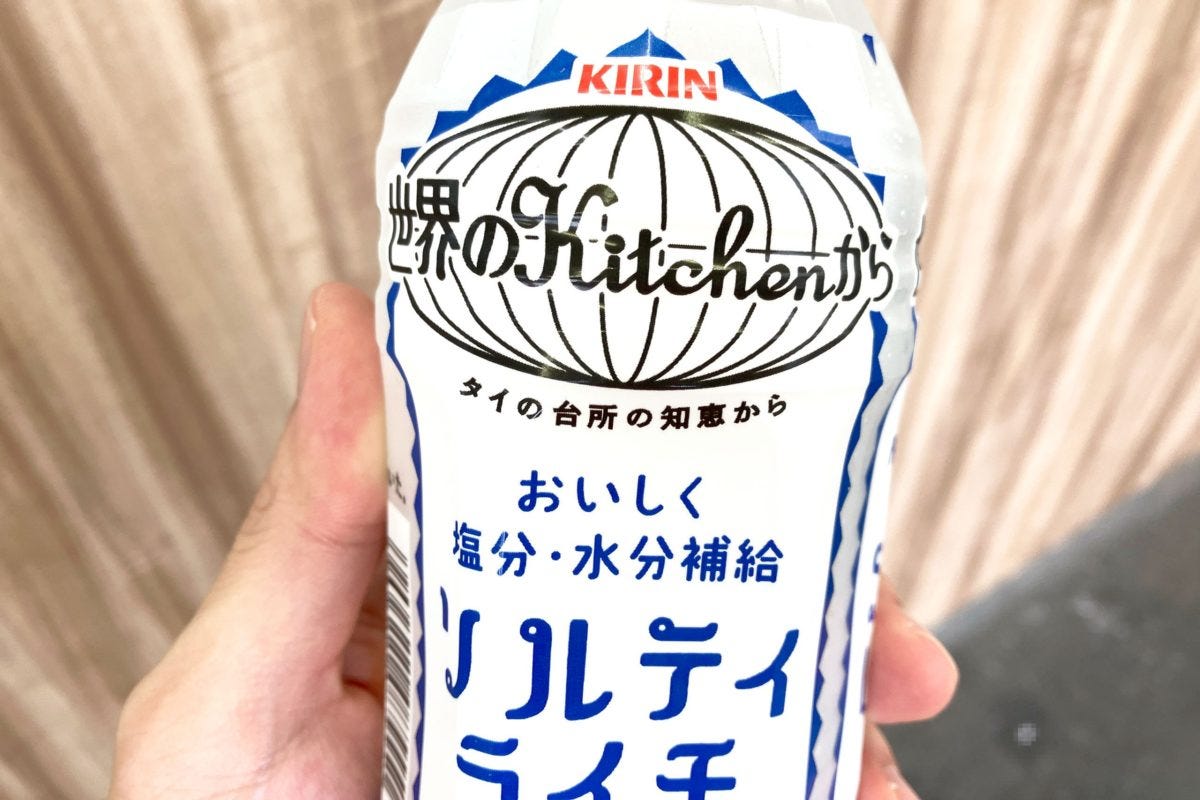 KIRIN
世界のKitchenから
タイの台所の知恵から
おいしく
塩分・水分補給
ソルティ
ライチ